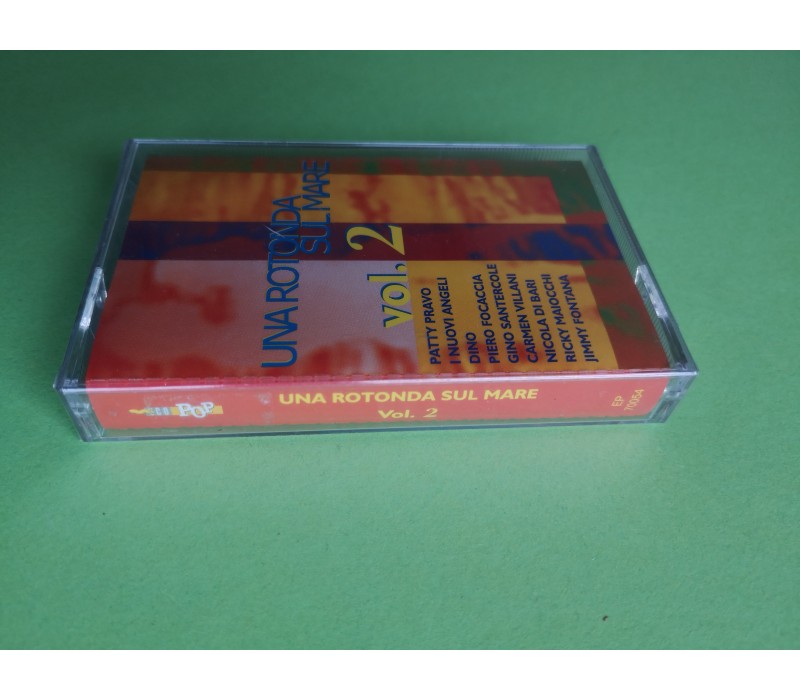 UNA ROTONDA
SUL MARE
vol. 2
PATTY PRAVO
I NUOVI ANGELI
DINO
PIERO FOCACCIA
GINO SANTERCOLE
CARMEN VILLANI
NICOLA DI BARI
RICKY MAIOCCHI
JIMMY FONTANA
POP
UNA ROTONDA SUL MARE
Vol. 2
EP
70054